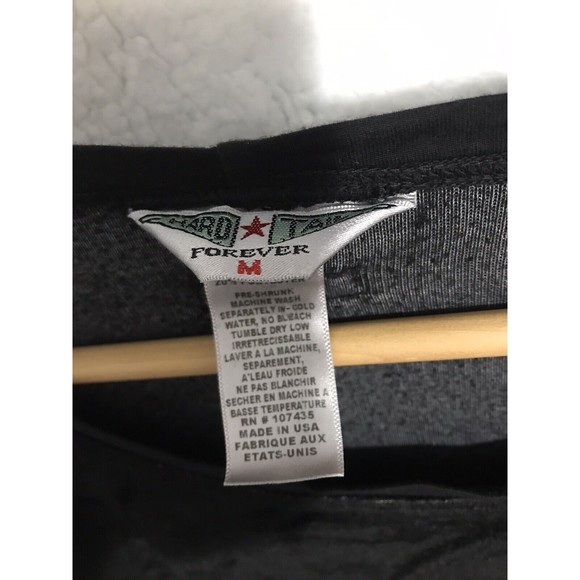 HARD TAIL
FOREVER
M
PRE-SHRUNK
MACHINE WASH
SEPARATELY IN-COLD
WATER, NO BLEACH
TUMBLE DRY LOW
IRRETRECISSABLE
LAVER A LA MACHINE,
SEPAREMENT,
A'LEAU FROIDE
NE PAS BLANCHIR
SECHER EN MACHINE A
BASSE TEMPERATURE
RN # 107435
MADE IN USA
FABRIQUE AUX
ETATS-UNIS